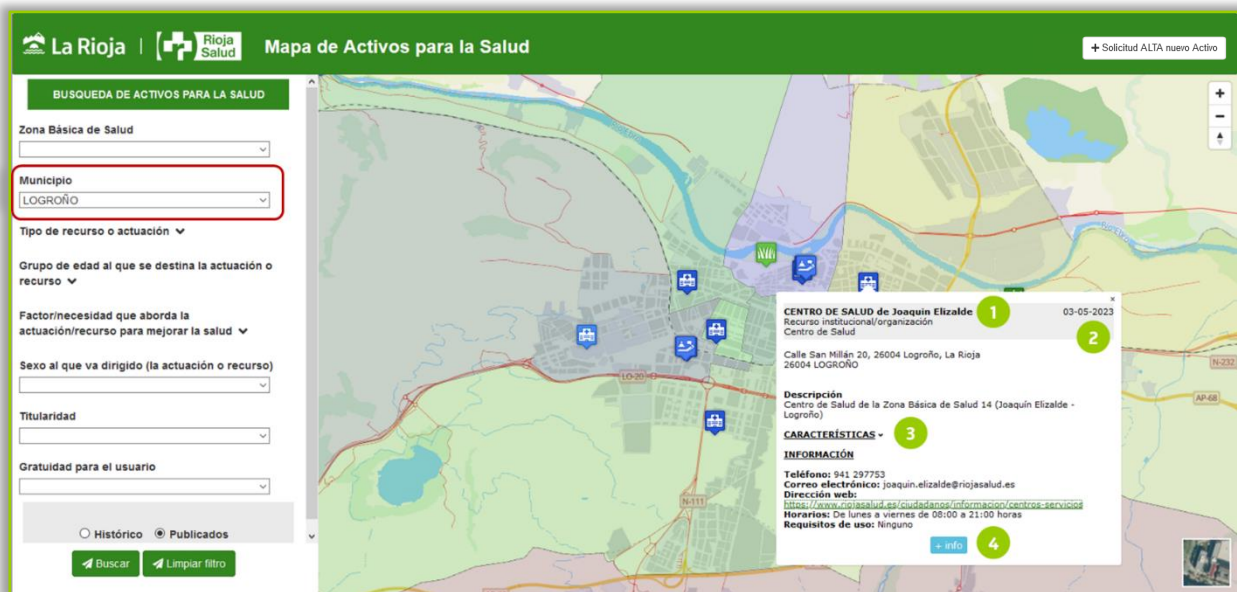 La Rioja
Rioja
Salud
Mapa de Activos para la Salud
+ Solicitud ALTA nuevo Activo
BUSQUEDA DE ACTIVOS PARA LA SALUD
Zona Básica de Salud
Municipio
LOGROÑO
Tipo de recurso o actuación
Grupo de edad al que se destina la actuación o
recurso
Factor/necesidad que aborda la
actuación/recurso para mejorar la salud
Sexo al que va dirigido (la actuación o recurso)
Titularidad
Gratuidad para el usuario
Histórico Publicados
Buscar Limpiar filtro
+
−
LO-20
N-111
N-232
AP-68
×
CENTRO DE SALUD de Joaquin Elizalde 1 03-05-2023
Recurso institucional/organización
Centro de Salud 2
Calle San Millán 20, 26004 Logroño, La Rioja
26004 LOGROÑO
Descripción
Centro de Salud de la Zona Básica de Salud 14 (Joaquín Elizalde -
Logroño)
CARACTERÍSTICAS 3
INFORMACIÓN
Teléfono: 941 297753
Correo electrónico: joaquin.elizalde@riojasalud.es
Dirección web:
https://www.riojasalud.es/ciudadanos/informacion/centros-servicios
Horarios: De lunes a viernes de 08:00 a 21:00 horas
Requisitos de uso: Ninguno
+ info 4